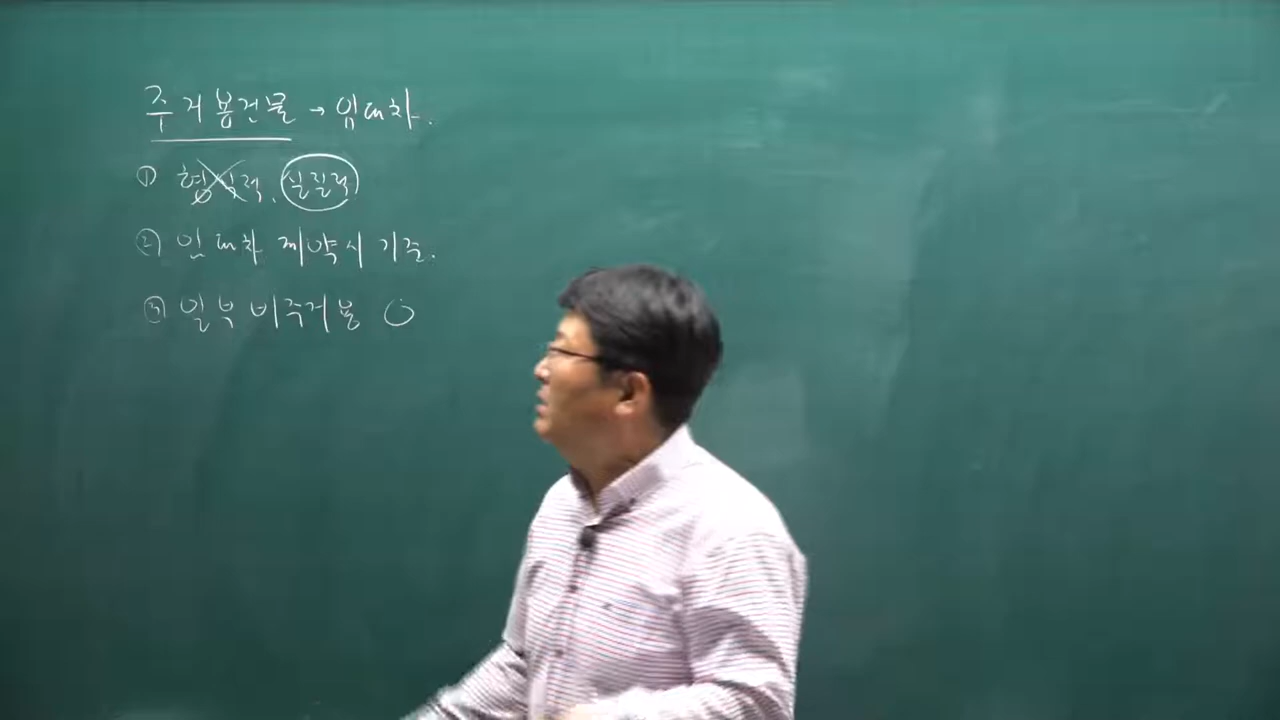 주거용건물 → 임대차.
① 형식적, 실질적
② 임대차 계약시 기준.
③ 일부 비주거용 ○